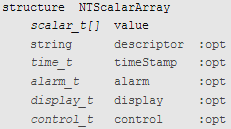 structure NTScalarArray
scalar_t[] value
string descriptor :opt
time_t timeStamp :opt
alarm_t alarm :opt
display_t display :opt
control_t control :opt